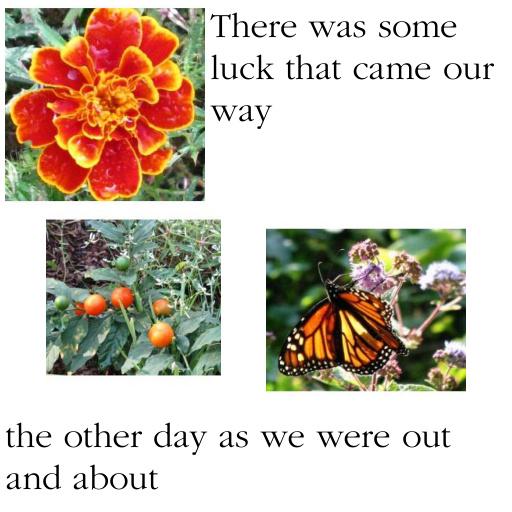 There was some
luck that came our
way
the other day as we were out
and about